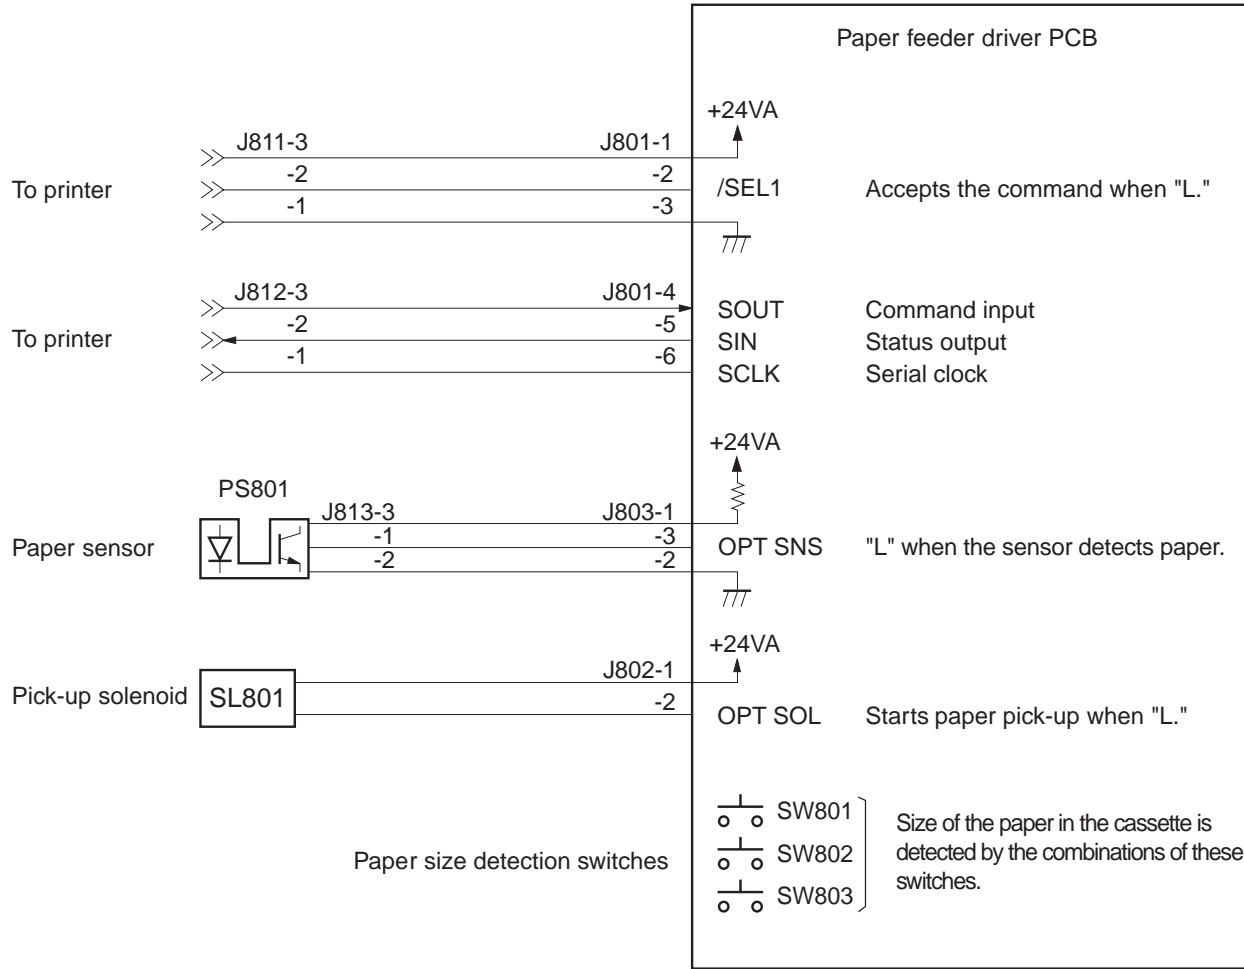 Paper feeder driver PCB
+24VA
J811-3 J801-1
To printer -2 -2 /SEL1 Accepts the command when "L."
-1 -3
J812-3 J801-4 SOUT Command input
To printer -2 -5 SIN Status output
-1 -6 SCLK Serial clock
+24VA
PS801
J813-3 J803-1
Paper sensor -1 -3 OPT SNS "L" when the sensor detects paper.
-2 -2
+24VA
J802-1
Pick-up solenoid SL801 -2 OPT SOL Starts paper pick-up when "L."
Paper size detection switches
SW801
SW802
SW803
Size of the paper in the cassette is
detected by the combinations of these
switches.